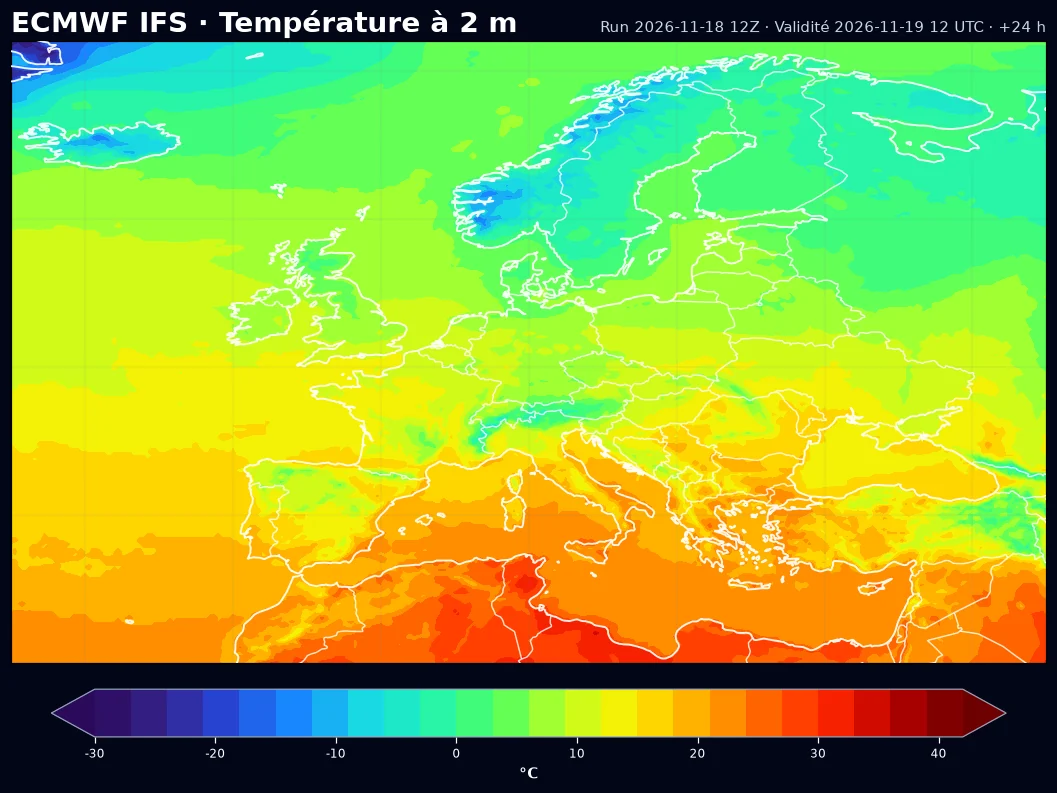 ECMWF IFS · Température à 2 m
Run 2026-11-18 12Z · Validité 2026-11-19 12 UTC · +24 h
-30 -20 -10 0 10 20 30 40
°C